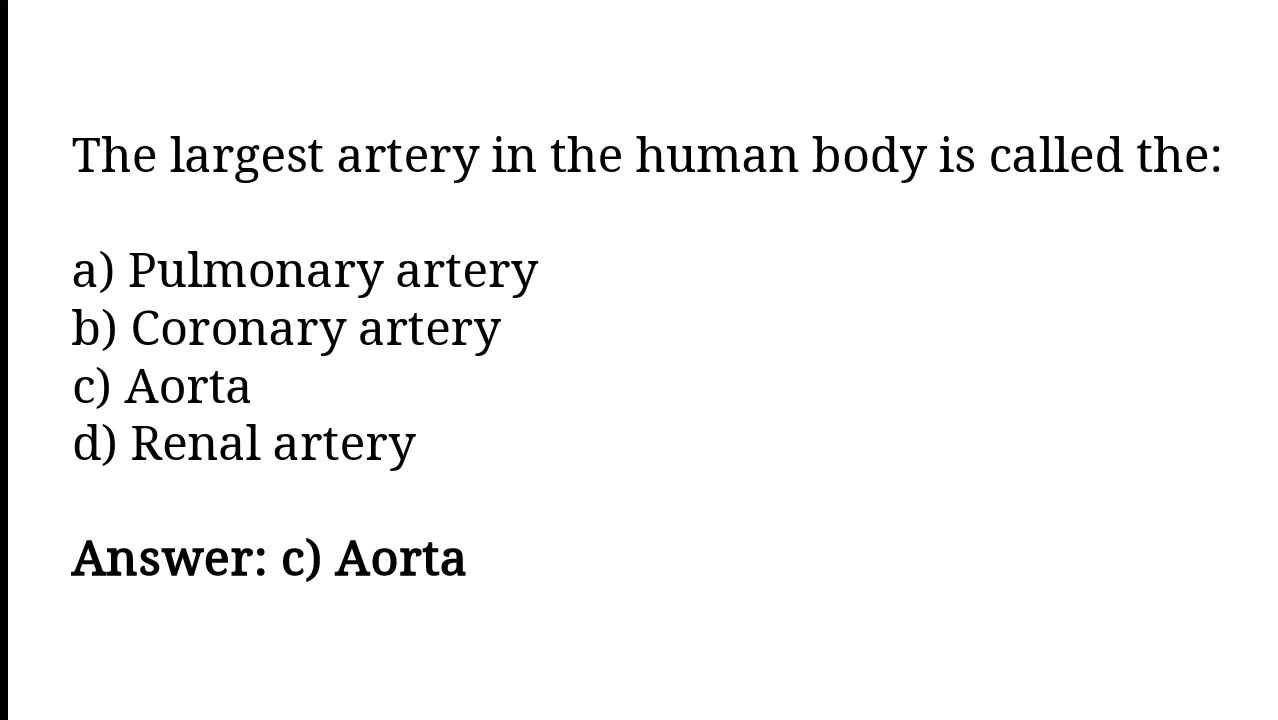 The largest artery in the human body is called the:
a) Pulmonary artery
b) Coronary artery
c) Aorta
d) Renal artery
Answer: c) Aorta